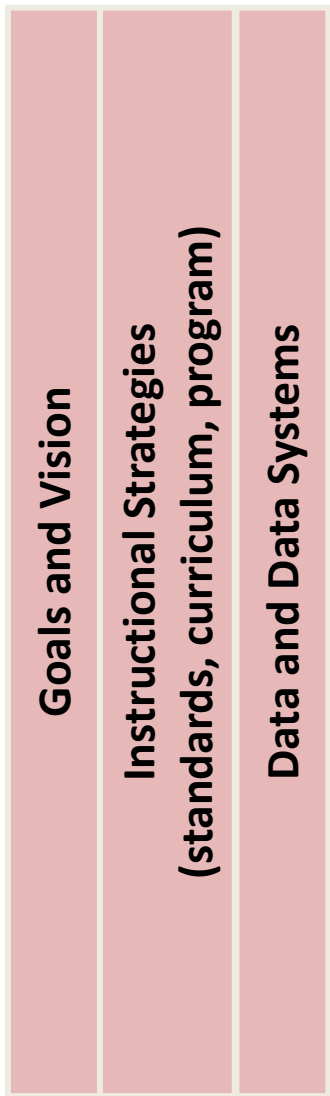 Goals and Vision
Instructional Strategies
(standards, curriculum, program)
Data and Data Systems